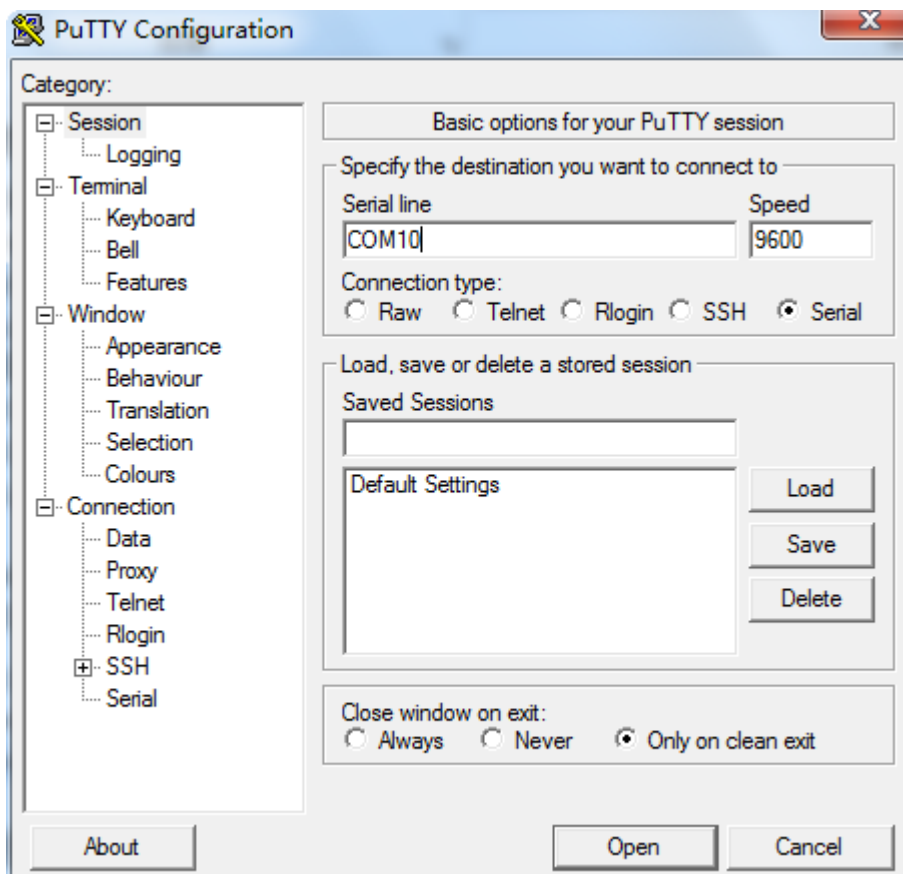 PuTTY Configuration
Category:
Session
Logging
Terminal
Keyboard
Bell
Features
Window
Appearance
Behaviour
Translation
Selection
Colours
Connection
Data
Proxy
Telnet
Rlogin
SSH
Serial
Basic options for your PuTTY session
Specify the destination you want to connect to
Serial line Speed
COM10 9600
Connection type:
Raw Telnet Rlogin SSH Serial
Load, save or delete a stored session
Saved Sessions
Default Settings
Load
Save
Delete
Close window on exit:
Always Never Only on clean exit
About Open Cancel